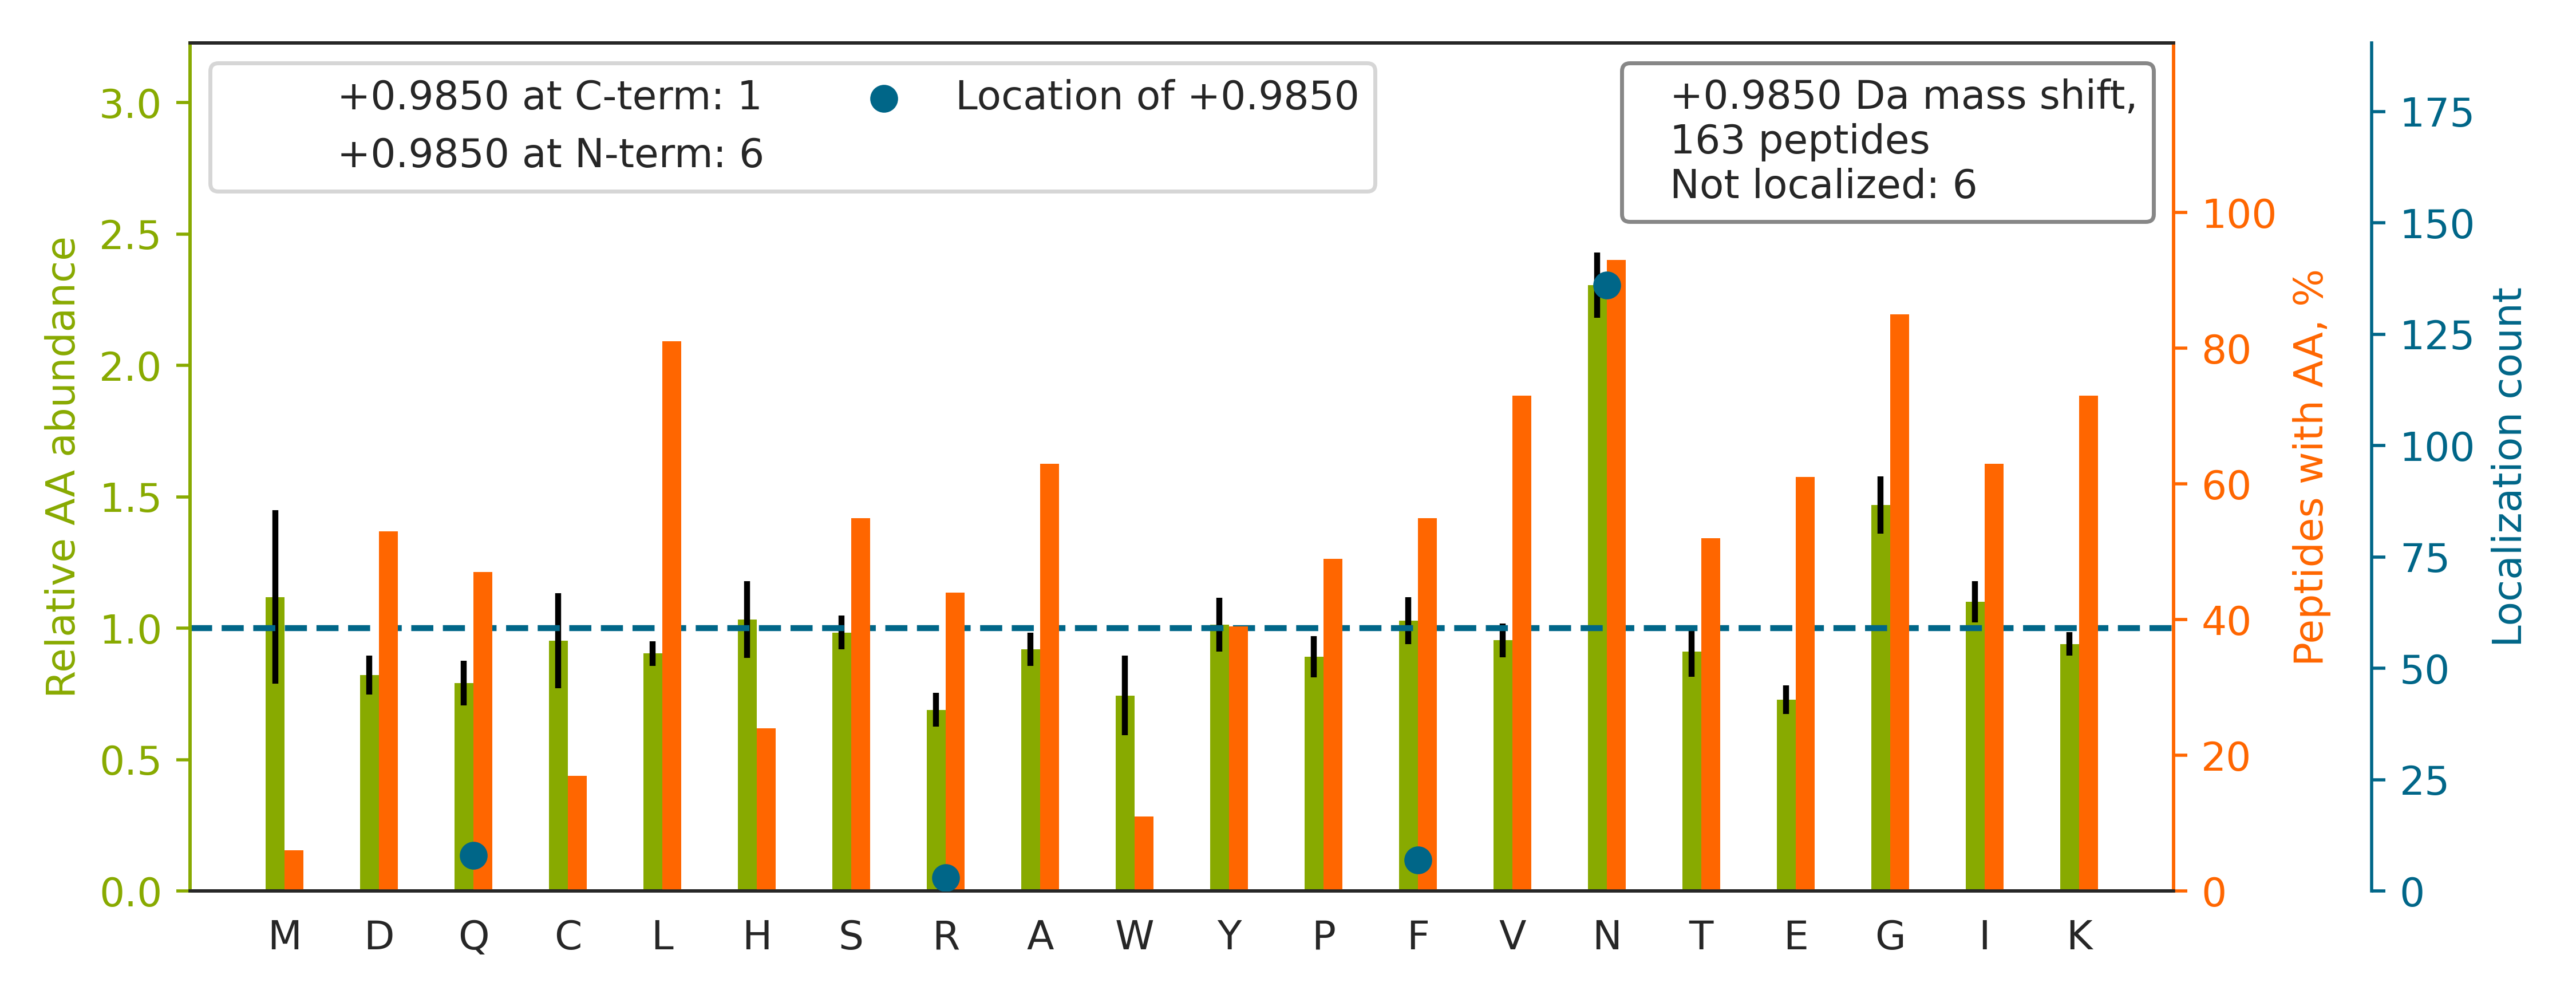 +0.9850 at C-term: 1
+0.9850 at N-term: 6
Location of +0.9850
+0.9850 Da mass shift,
163 peptides
Not localized: 6
Relative AA abundance
3.0
2.5
2.0
1.5
1.0
0.5
0.0
M D Q C L H S R A W Y P F V N T E G I K
100
80
60
40
20
0
Peptides with AA, %
175
150
125
100
75
50
25
0
Localization count